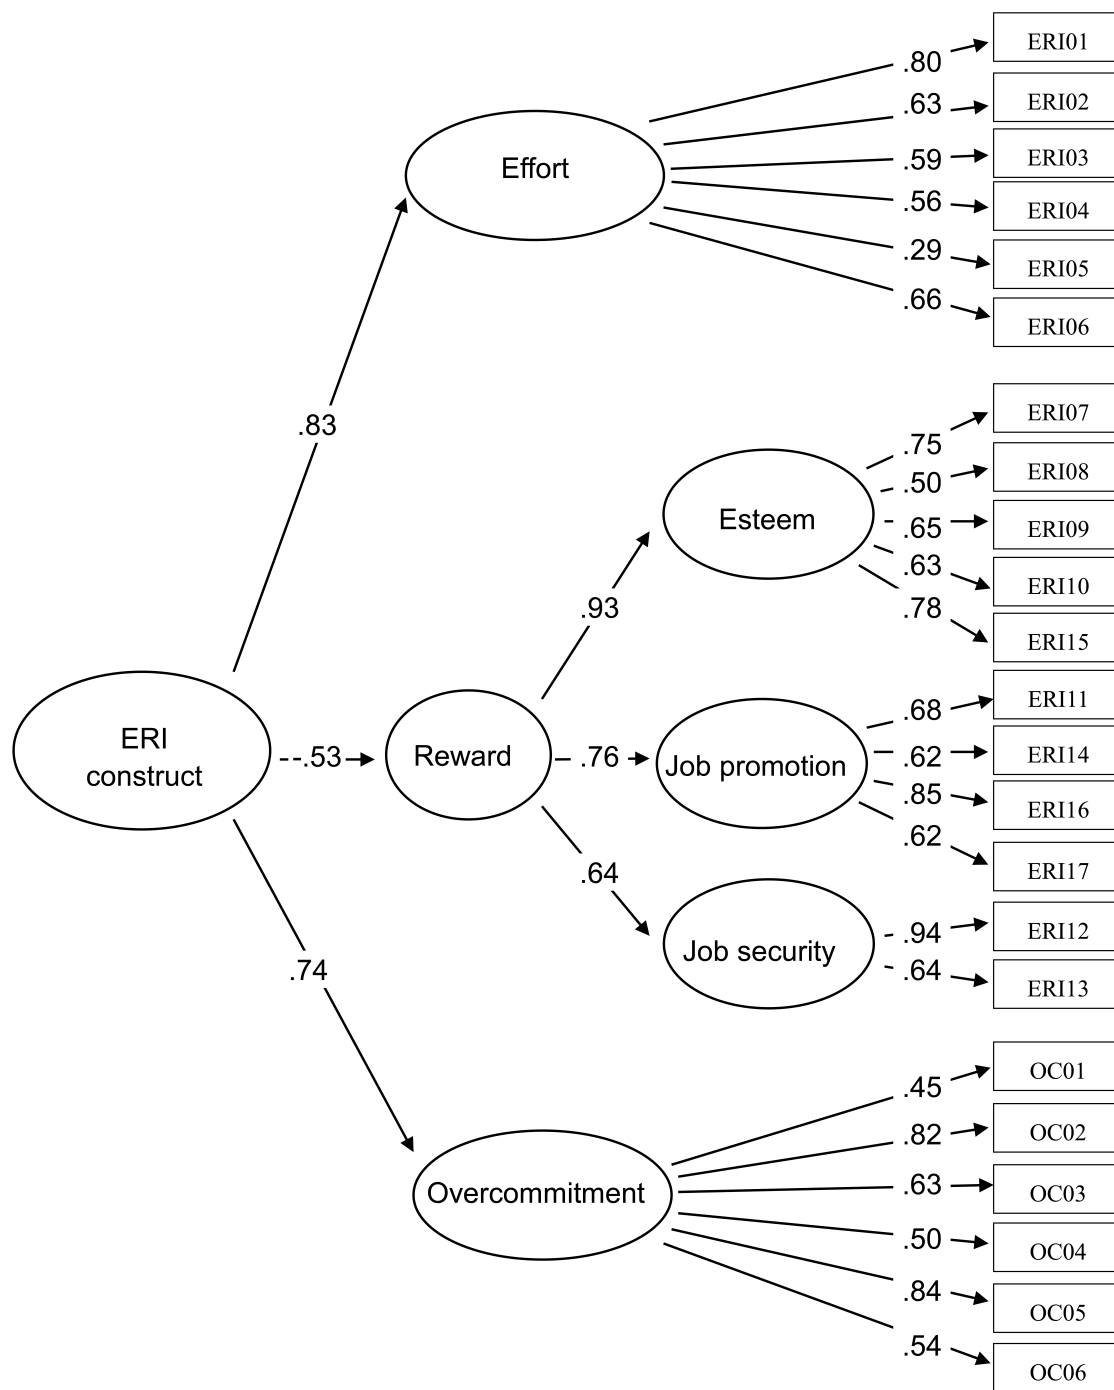 ERI01
.80
ERI02
.63
Effort
.59
ERI03
.56
ERI04
.29
ERI05
.66
ERI06
.83
ERI07
.75
ERI08
.50
Esteem
.65
ERI09
.63
ERI10
.93
.78
ERI15
ERI11
.68
ERI
construct
-.53
Reward
.76
Job promotion
.62
ERI14
.85
ERI16
.62
ERI17
.64
ERI12
.94
Job security
.64
ERI13
.74
OC01
.45
OC02
.82
Overcommitment
.63
OC03
.50
OC04
.84
OC05
.54
OC06